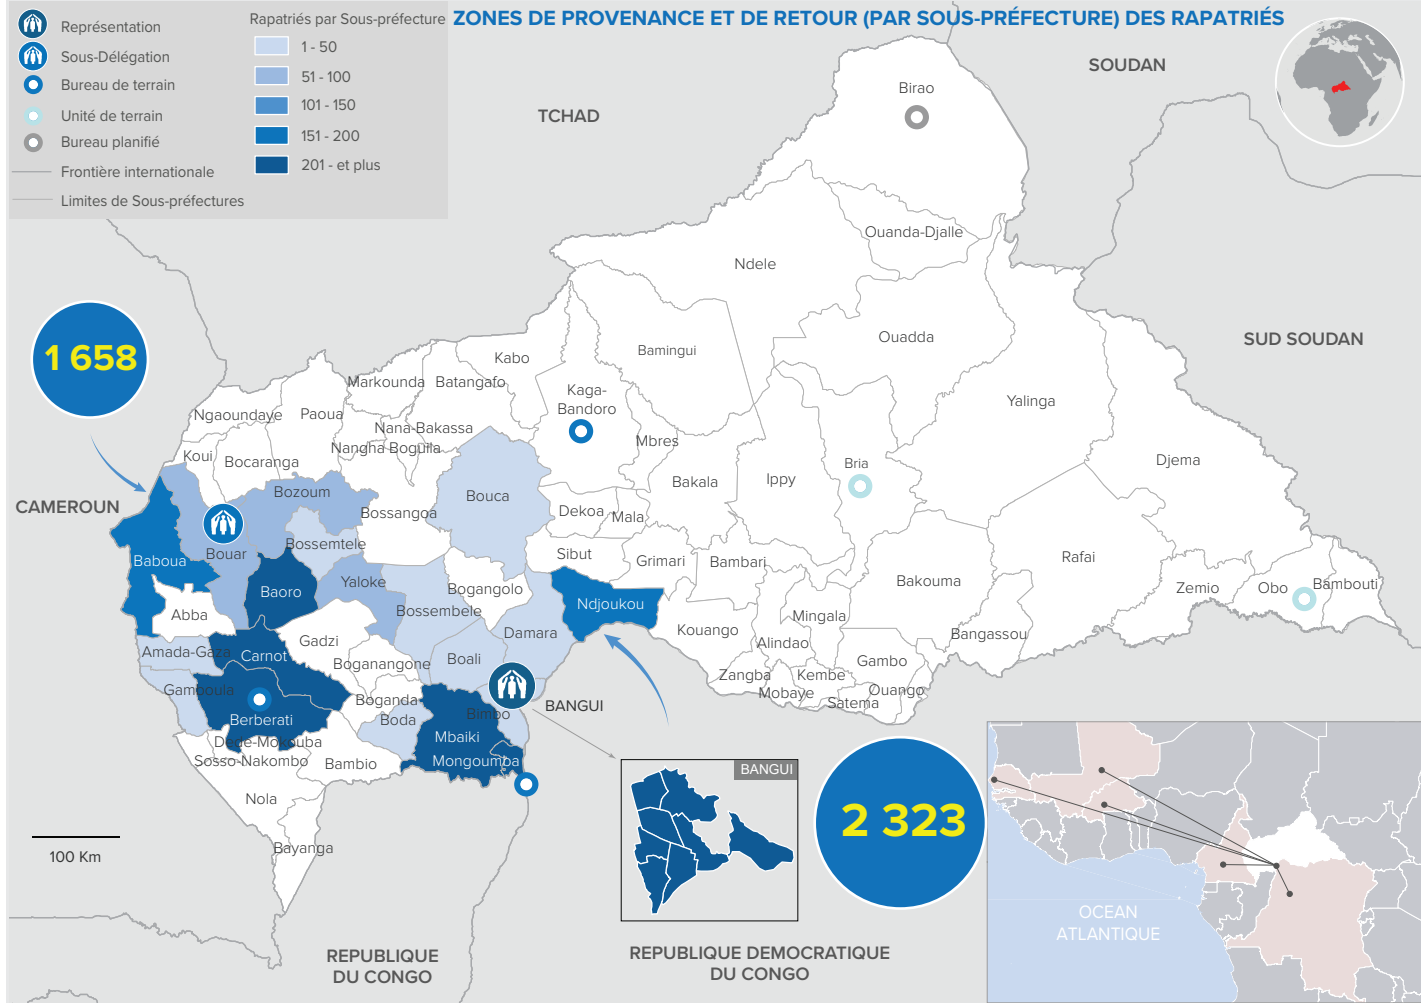 ZONES DE PROVENANCE ET DE RETOUR (PAR SOUS-PRÉFECTURE) DES RAPATRIÉS
Représentation
Sous-Délégation
Bureau de terrain
Unité de terrain
Bureau planifié
Frontière internationale
Limites de Sous-préfectures
Rapatriés par Sous-préfecture
1 - 50
51 - 100
101 - 150
151 - 200
201 - et plus
SOUDAN
TCHAD
Birao
Ouanda-Djalle
Ndele
Ouadda
SUD SOUDAN
1 658
Kabo
Bamingui
Markounda
Batangafo
Kaga-
Bandoro
Yalinga
Ngaoundaye
Paoua
Nana-Bakassa
Nangha Boguila
Mbres
Koui
Bocaranga
Bria
Djema
Ippy
Bakala
Bozoum
Bouca
CAMEROUN
Bossangoa
Dekoa
Mala
Bossemtele
Bouar
Baboua
Sibut
Grimari
Bambari
Rafai
Yaloke
Baoro
Bogangolo
Bakouma
Zemio
Obo
Bambouti
Ndjoukou
Abba
Bossembele
Mingala
Kouango
Damara
Bangassou
Gadzi
Alindao
Amada-Gaza
Carnot
Boganangone
Boali
Gambo
Zangba
Kembe
Gamboula
Mobaye
Ouango
Satema
Boganda
BANGUI
Bimbo
Berberati
Boda
Mbaiki
Dede-Mokouba
Sosso-Nakombo
Bambio
Mongoumba
BANGUI
Nola
2 323
Bayanga
100 Km
OCEAN
ATLANTIQUE
REPUBLIQUE
DU CONGO
REPUBLIQUE DEMOCRATIQUE
DU CONGO